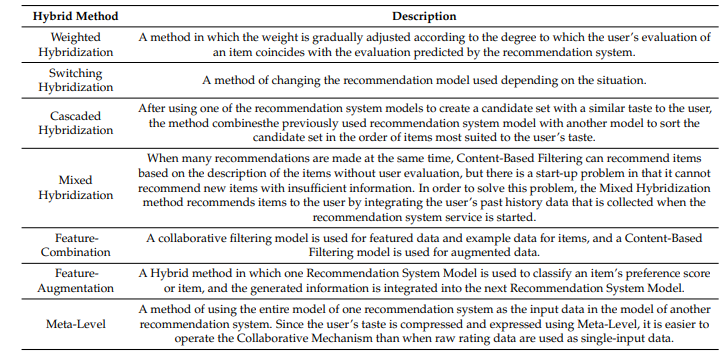 Hybrid Method Description
Weighted
Hybridization
A method in which the weight is gradually adjusted according to the degree to which the user's evaluation of
an item coincides with the evaluation predicted by the recommendation system.
Switching
Hybridization
A method of changing the recommendation model used depending on the situation.
Cascaded
Hybridization
After using one of the recommendation system models to create a candidate set with a similar taste to the user,
the method combinesthe previously used recommendation system model with another model to sort the
candidate set in the order of items most suited to the user's taste.
Mixed
Hybridization
When many recommendations are made at the same time, Content-Based Filtering can recommend items
based on the description of the items without user evaluation, but there is a start-up problem in that it cannot
recommend new items with insufficient information. In order to solve this problem, the Mixed Hybridization
method recommends items to the user by integrating the user's past history data that is collected when the
recommendation system service is started.
Feature-
Combination
A collaborative filtering model is used for featured data and example data for items, and a Content-Based
Filtering model is used for augmented data.
Feature-
Augmentation
A Hybrid method in which one Recommendation System Model is used to classify an item's preference score
or item, and the generated information is integrated into the next Recommendation System Model.
Meta-Level
A method of using the entire model of one recommendation system as the input data in the model of another
recommendation system. Since the user's taste is compressed and expressed using Meta-Level, it is easier to
operate the Collaborative Mechanism than when raw rating data are used as single-input data.